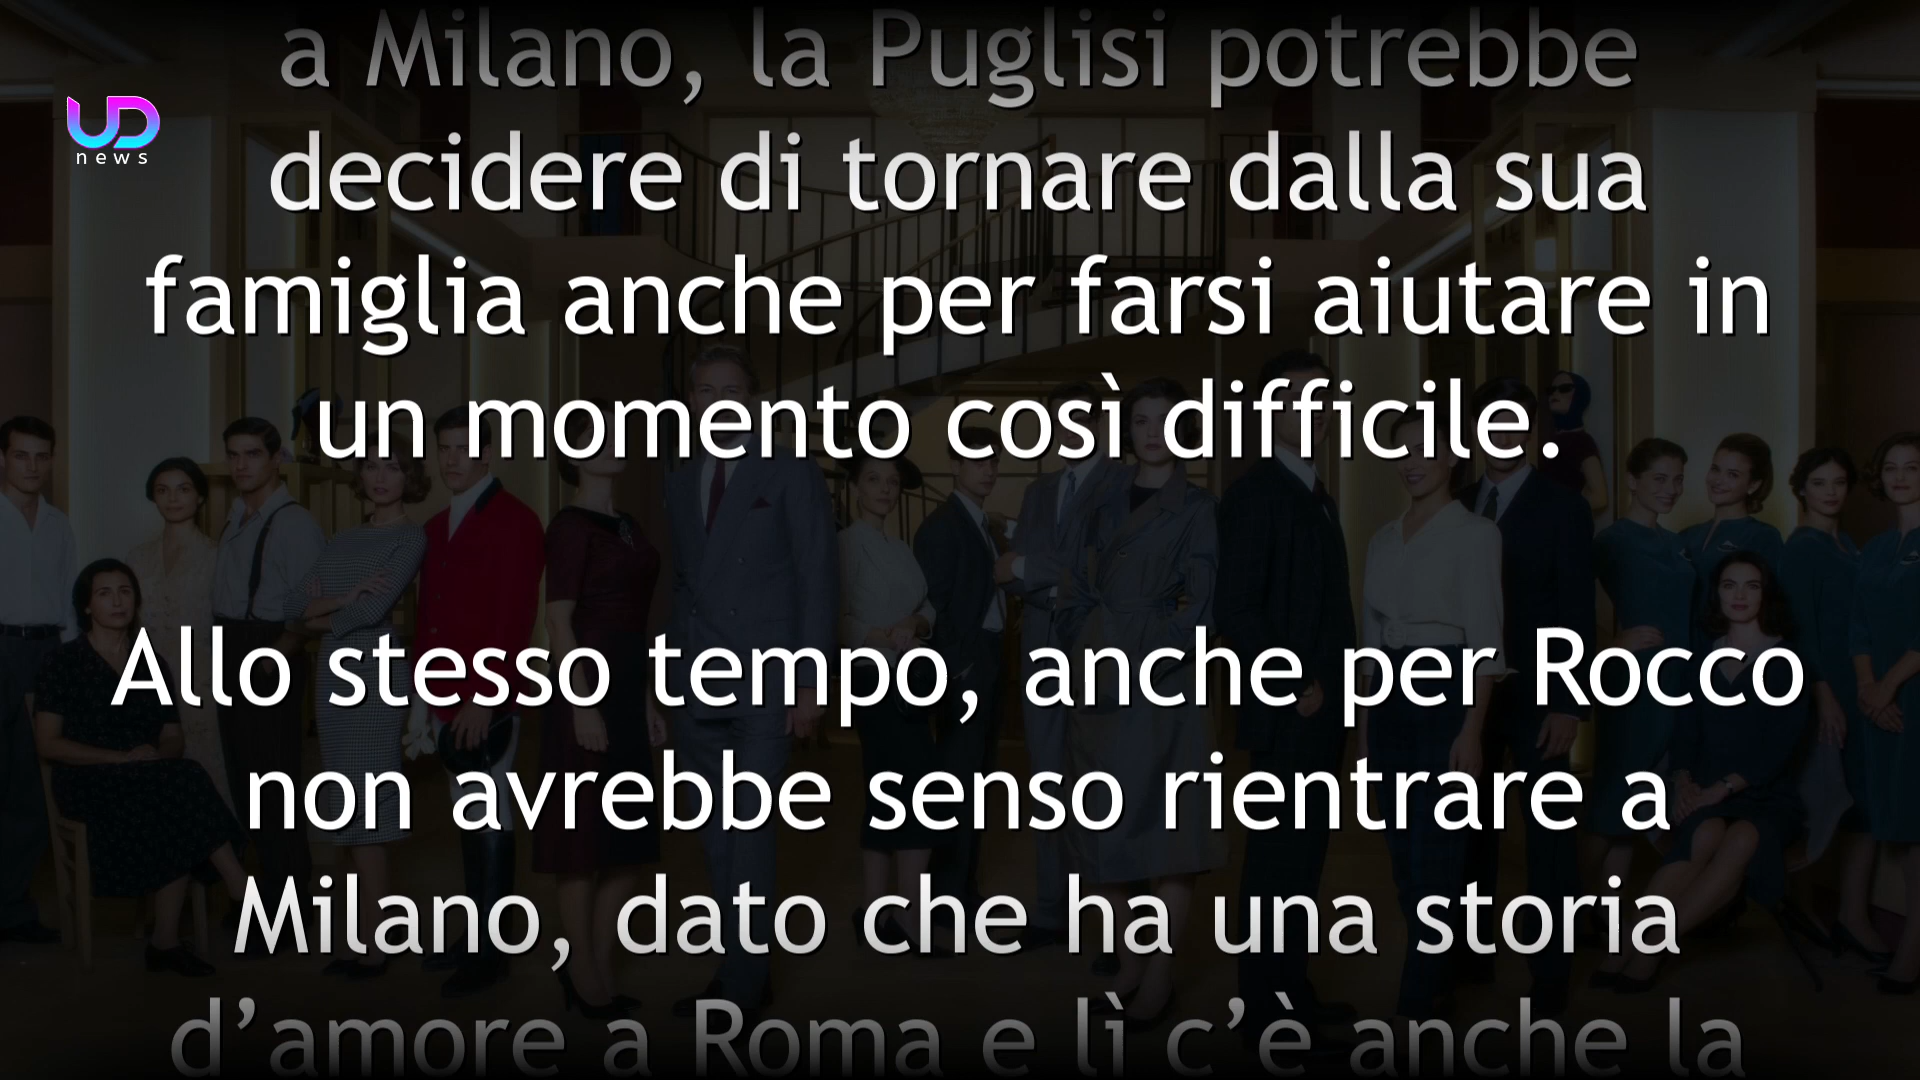 a Milano, la Puglisi potrebbe
UD
news
decidere di tornare dalla sua
famiglia anche per farsi aiutare in
un momento così difficile.
Allo stesso tempo, anche per Rocco
non avrebbe senso rientrare a
Milano, dato che ha una storia
d’amore a Roma e lì c’è anche la